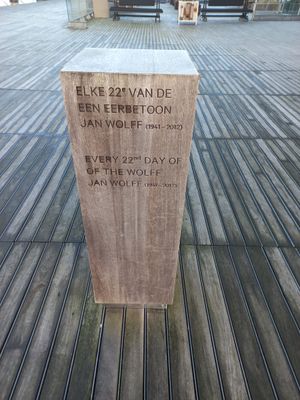 ELKE 22e VAN DE
EEN EERBETOON
JAN WOLFF (1941–2012)
EVERY 22ND DAY OF
OF THE WOLFF
JAN WOLFF (1941–2012)